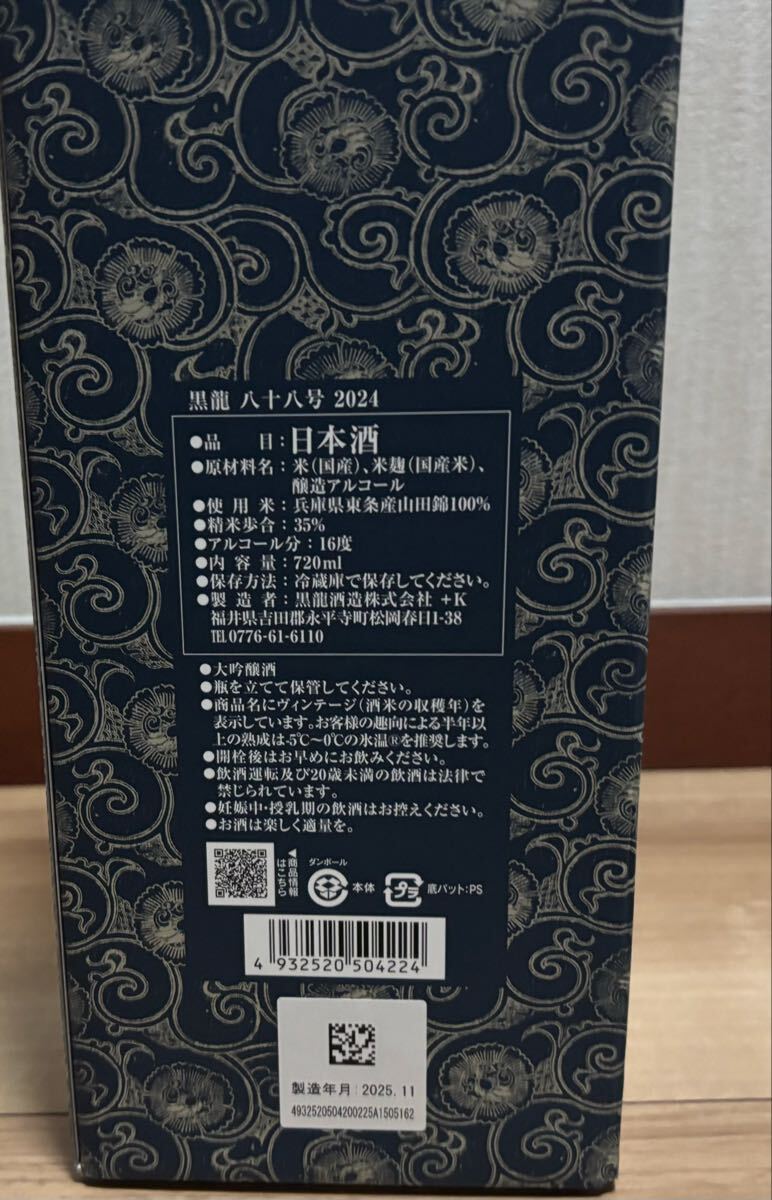 黒龍 八十八号 2024
●品　　目：日本酒
●原材料名：米（国産）、米麹（国産米）、
醸造アルコール
●使 用 米：兵庫県東条産山田錦100%
●精米歩合：35%
●アルコール分：16度
●内 容 量：720ml
●保存方法：冷蔵庫で保存してください。
●製 造 者：黒龍酒造株式会社 +K
福井県吉田郡永平寺町松岡春日1-38
TEL0776-61-6110
●大吟醸酒
●瓶を立てて保管してください。
●商品名にヴィンテージ（酒米の収穫年）を
表示しています。お客様の趣向による半年以
上の熟成は-5℃〜0℃の氷温®を推奨します。
●開栓後はお早めにお飲みください。
●飲酒運転及び20歳未満の飲酒は法律で
禁じられています。
●妊娠中・授乳期の飲酒はお控えください。
●お酒は楽しく適量を。
◀商品情報
はこちら
ダンボール
本体
プラ
底パット:PS
4 932520 504224
製造年月 2025.11
4932520504200225A1505162